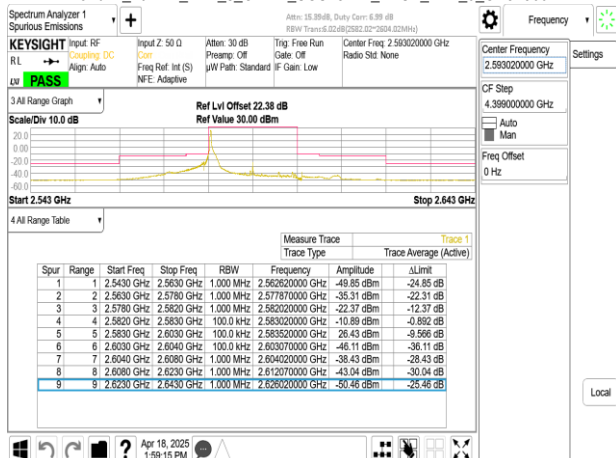 Spectrum Analyzer 1
Spurious Emissions
Attn: 15.39dB, Duty Corr: 6.99 dB
RBW Trans:6.02dB(2582.02~2604.02MHz)
Frequency
KEYSIGHT
RL
LXI PASS
Input: RF
Coupling: DC
Align: Auto
Input Z: 50 Ω
Corr
Freq Ref: Int (S)
NFE: Adaptive
Atten: 30 dB
Preamp: Off
µW Path: Standard
Trig: Free Run
Gate: Off
IF Gain: Low
Center Freq: 2.593020000 GHz
Radio Std: None
Center Frequency
2.593020000 GHz
Settings
CF Step
4.399000000 GHz
Auto
Man
Freq Offset
0 Hz
3 All Range Graph
Scale/Div 10.0 dB
Ref Lvl Offset 22.38 dB
Ref Value 30.00 dBm
20.0
0.00
-20.0
-40.0
-60.0
Start 2.543 GHz
Stop 2.643 GHz
4 All Range Table
Measure Trace Trace 1
Trace Type Trace Average (Active)
Spur Range Start Freq Stop Freq RBW Frequency Amplitude ΔLimit
1 1 2.5430 GHz 2.5630 GHz 1.000 MHz 2.562620000 GHz -49.85 dBm -24.85 dB
2 2 2.5630 GHz 2.5780 GHz 1.000 MHz 2.577870000 GHz -35.31 dBm -22.31 dB
3 3 2.5780 GHz 2.5820 GHz 1.000 MHz 2.582020000 GHz -22.37 dBm -12.37 dB
4 4 2.5820 GHz 2.5830 GHz 100.0 kHz 2.583020000 GHz -10.89 dBm -0.892 dB
5 5 2.5830 GHz 2.6030 GHz 100.0 kHz 2.583520000 GHz 26.43 dBm -9.566 dB
6 6 2.6030 GHz 2.6040 GHz 100.0 kHz 2.603070000 GHz -46.11 dBm -36.11 dB
7 7 2.6040 GHz 2.6080 GHz 1.000 MHz 2.604020000 GHz -38.43 dBm -28.43 dB
8 8 2.6080 GHz 2.6230 GHz 1.000 MHz 2.612070000 GHz -43.04 dBm -30.04 dB
9 9 2.6230 GHz 2.6430 GHz 1.000 MHz 2.626020000 GHz -50.46 dBm -25.46 dB
Local
Apr 18, 2025
1:59:15 PM